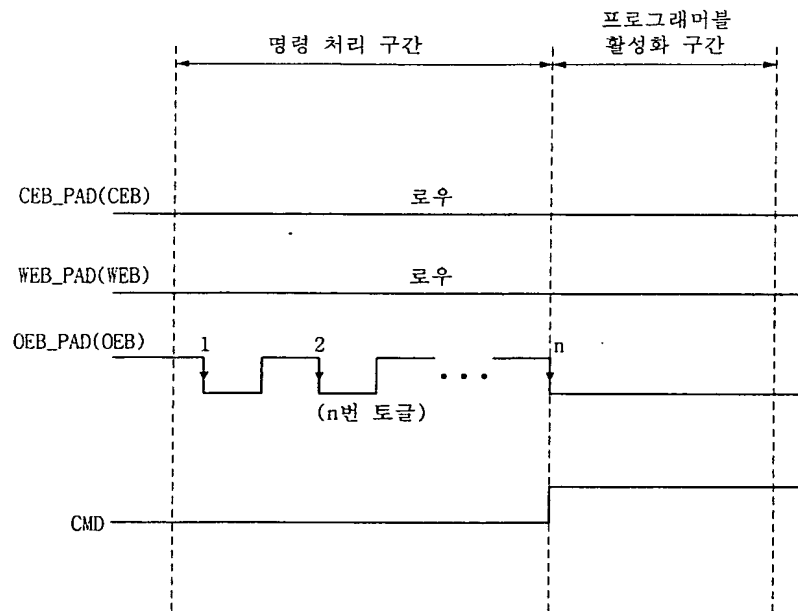 명령 처리 구간
프로그래머블
활성화 구간
CEB_PAD(CEB)
로우
WEB_PAD(WEB)
로우
OEB_PAD(OEB)
1
2
n
(n번 토글)
CMD